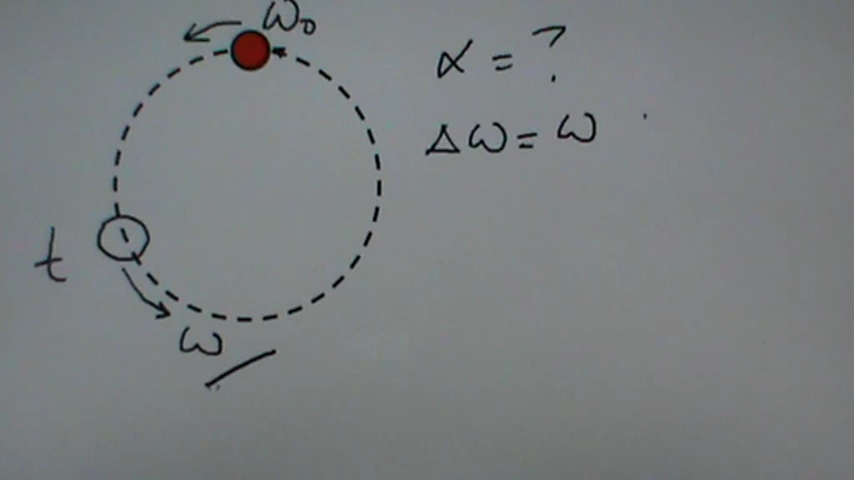 ω₀
α = ?
Δω = ω
t
ω